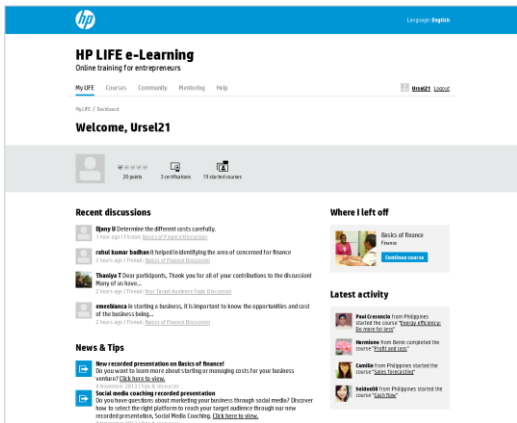 hp
Language: English
HP LIFE e-Learning
Online training for entrepreneurs
My LIFE Courses Community Mentoring Help
Ursel21 Logout
My LIFE / Dashboard
Welcome, Ursel21
20 points 3 certifications 19 started courses
Recent discussions
Djany U Determine the different costs carefully.
1 hour ago | Thread: Basics of Finance Discussion
rahul kumar badhan it helped in identifying the area of concerned for finance
2 hours ago | Thread: Basics of Finance Discussion
Thaniya T Dear participants, Thank you for all of your contributions to the discussion!
Many of us have...
2 hours ago | Thread: Your Target Audience Topic Discussion
emeebianca In starting a business, it is important to know the opportunities and cost
of the business being...
2 hours ago | Thread: Basics of Finance Discussion
News & Tips
New recorded presentation on Basics of finance!
Do you want to learn more about starting or managing costs for your business
venture? Click here to view.
8 November 2013 | Tips & resources
Social media coaching recorded presentation
Do you have questions about marketing your business through social media? Discover
how to select the right platform to reach your target audience through our new
recorded presentation, Social Media Coaching. Click here to view.
Where I left off
Basics of finance
Finance
Continue course
Latest activity
Paul Cresencio from Philippines
started the course "Energy efficiency:
Do more for less"
Hermione from Benin completed the
course "Profit and loss"
Camille from Philippines started the
course "Sales forecasting"
from Philippines started the
course "Cash flow"